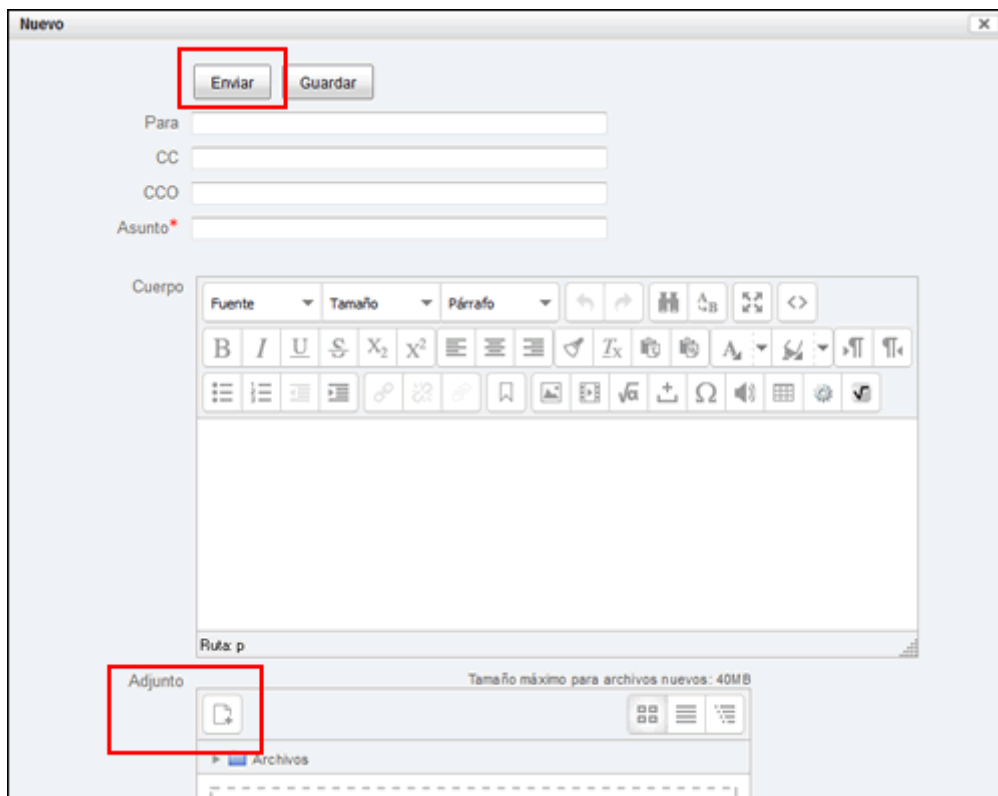 Nuevo
Enviar Guardar
Para
CC
CCO
Asunto*
Cuerpo
Fuente Tamaño Párrafo
Ruta: p
Adjunto
Tamaño máximo para archivos nuevos: 40MB
Archivos